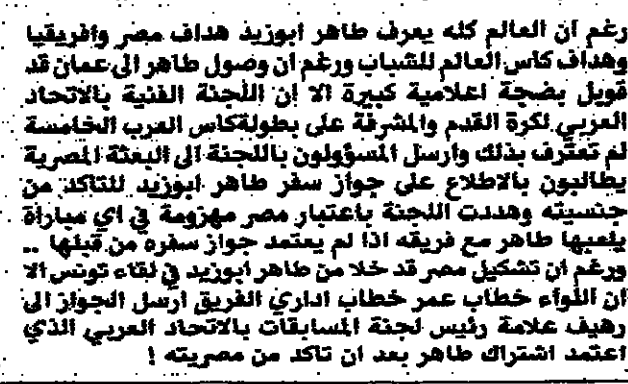 رغم ان العالم كله يعرف طاهر ابوزيد هداف مصر وافريقيا
وهداف كاس العالم للشباب ورغم ان وصول طاهر الى عمان قد
قوبل بضجة اعلامية كبيرة الا ان اللجنة الفنية بالاتحاد
العربي لكرة القدم والمشرفة على بطولة كاس العرب الخامسة
لم تعترف بذلك وارسل المسؤولون باللجنة الى البعثة المصرية
يطالبون بالاطلاع على جواز سفر طاهر ابوزيد للتاكد من
جنسيته وهددت اللجنة باعتبار مصر مهزومة في اي مباراة
يلعبها طاهر مع فريقه اذا لم يعتمد جواز سفره من قبلها ..
ورغم ان تشكيل مصر قد خلا من طاهر ابوزيد في لقاء تونس الا
ان اللواء خطاب عمر خطاب اداري الفريق ارسل الجواز الى
رهيف علامة رئيس لجنة المسابقات بالاتحاد العربي الذي
اعتمد اشتراك طاهر بعد ان تاكد من مصريته !